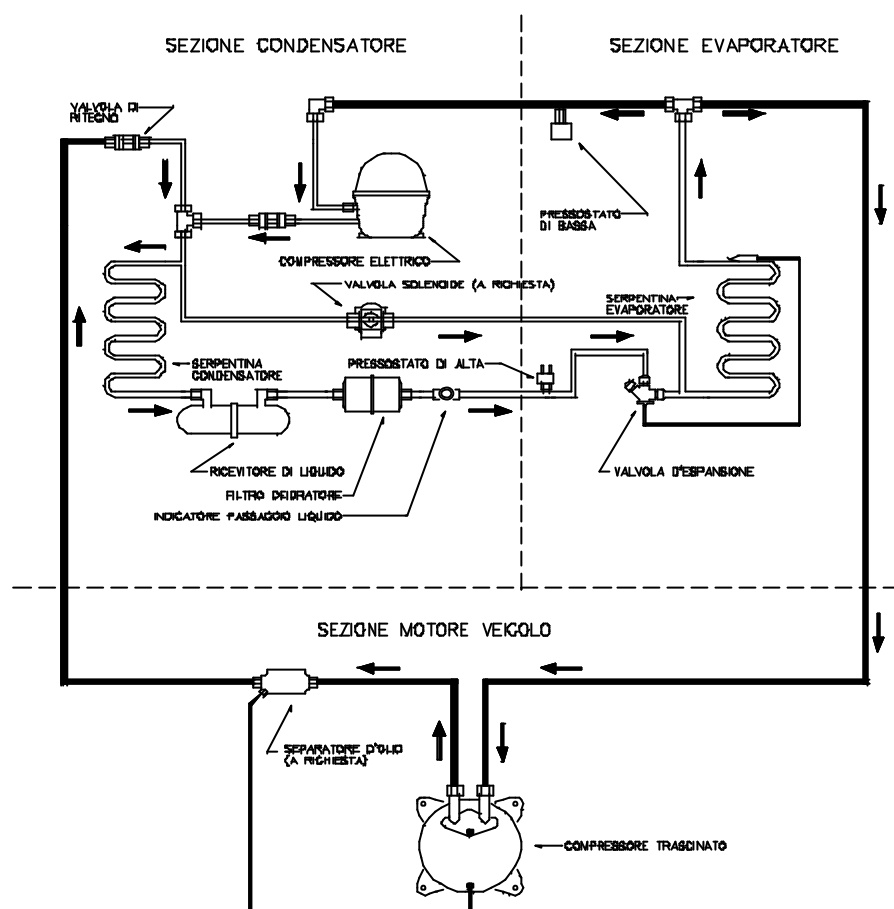 SEZIONE CONDENSATORE
SEZIONE EVAPORATORE
VALVOLA DI
RITEGNO
PRESSOSTATO
DI BASSA
COMPRESSORE ELETTRICO
VALVOLA SOLENOIDE (A RICHIESTA)
SERPENTINA
EVAPORATORE
SERPENTINA
CONDENSATORE
PRESSOSTATO DI ALTA
RICEVITORE DI LIQUIDO
VALVOLA D'ESPANSIONE
FILTRO DEIDRATORE
INDICATORE PASSAGGIO LIQUIDO
SEZIONE MOTORE VEICOLO
SEPARATORE D'OLIO
(A RICHIESTA)
COMPRESSORE TRASCINATO